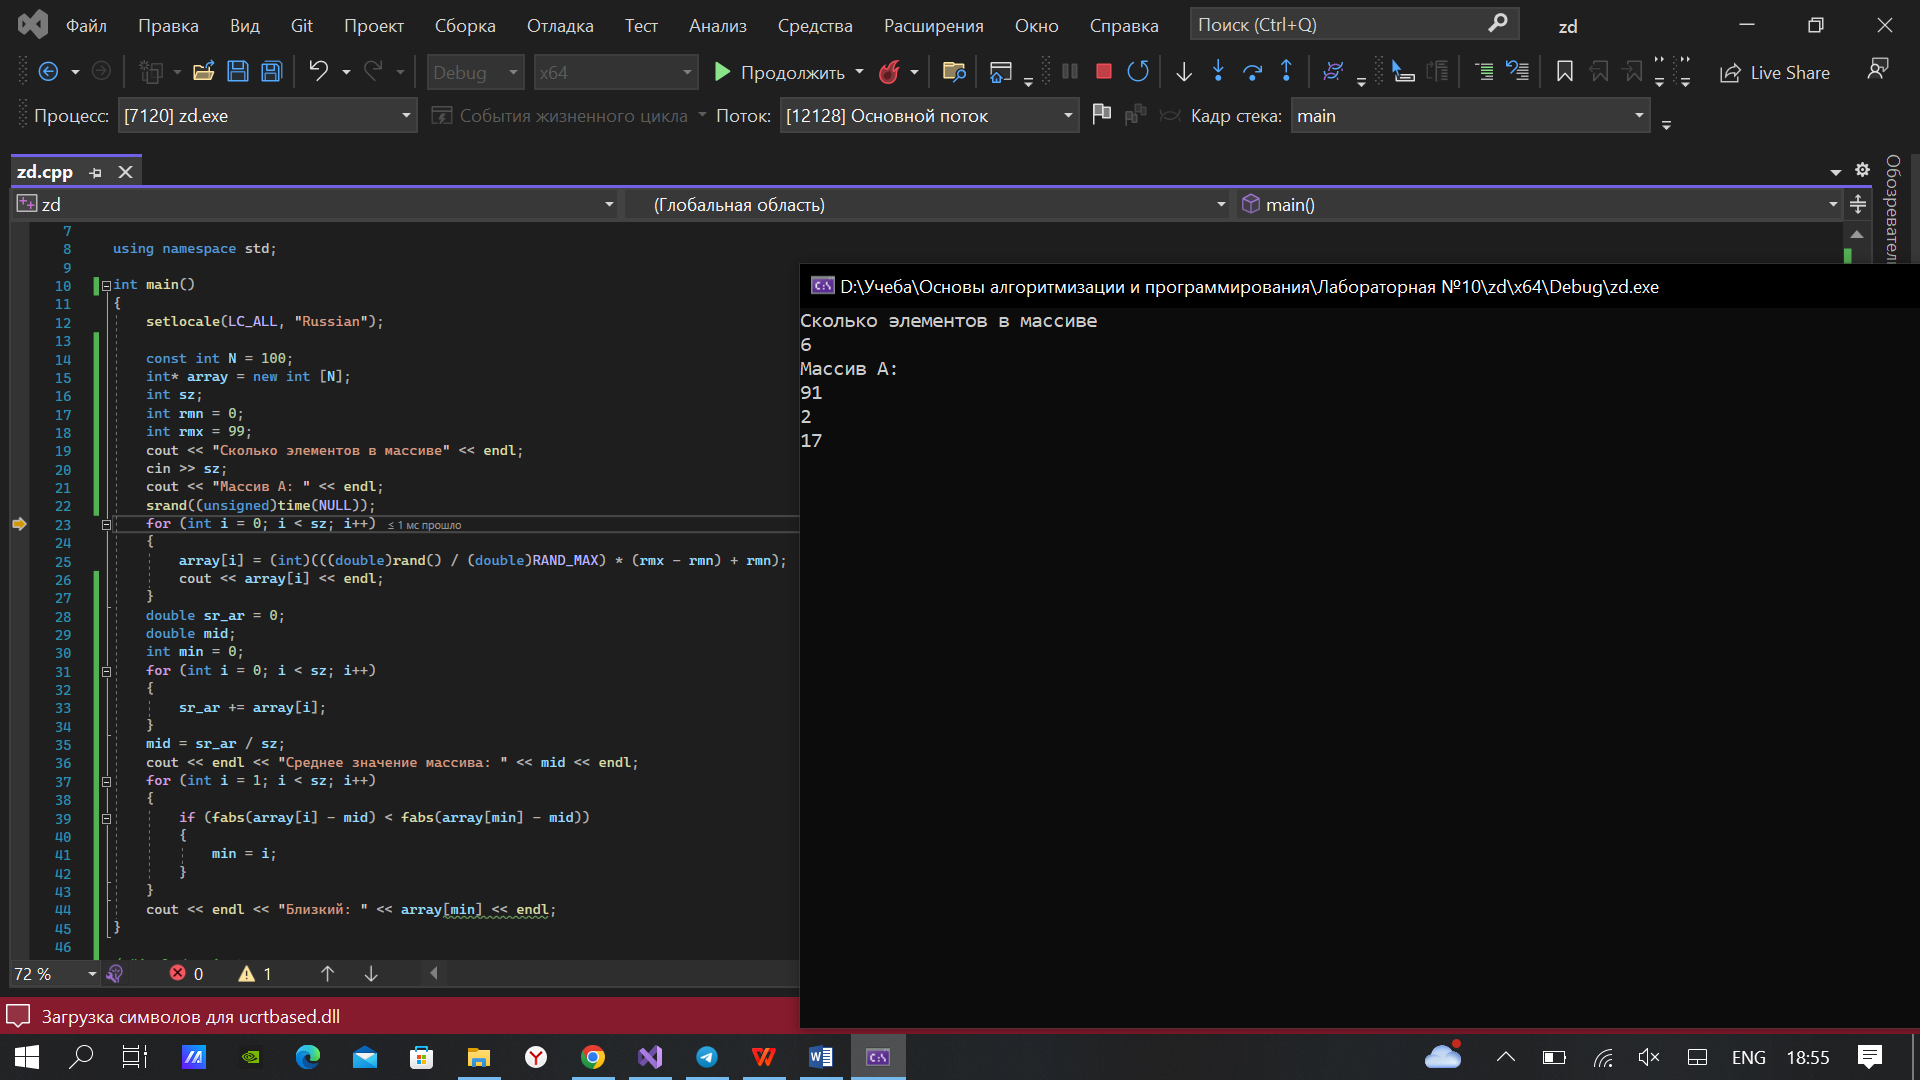 Файл Правка Вид Git Проект Сборка Отладка Тест Анализ Средства Расширения Окно Справка Поиск (Ctrl+Q) zd
Debug x64 Продолжить Live Share
Процесс: [7120] zd.exe События жизненного цикла Поток: [12128] Основной поток Кадр стека: main
zd.cpp
zd (Глобальная область) main()
7
8 using namespace std;
9
10 int main()
11 {
12 setlocale(LC_ALL, "Russian");
13
14 const int N = 100;
15 int* array = new int [N];
16 int sz;
17 int rmn = 0;
18 int rmx = 99;
19 cout << "Сколько элементов в массиве" << endl;
20 cin >> sz;
21 cout << "Массив A: " << endl;
22 srand((unsigned)time(NULL));
23 for (int i = 0; i < sz; i++) ≤ 1 мс прошло
24 {
25 array[i] = (int)(((double)rand() / (double)RAND_MAX) * (rmx - rmn) + rmn);
26 cout << array[i] << endl;
27 }
28 double sr_ar = 0;
29 double mid;
30 int min = 0;
31 for (int i = 0; i < sz; i++)
32 {
33 sr_ar += array[i];
34 }
35 mid = sr_ar / sz;
36 cout << endl << "Среднее значение массива: " << mid << endl;
37 for (int i = 1; i < sz; i++)
38 {
39 if (fabs(array[i] - mid) < fabs(array[min] - mid))
40 {
41 min = i;
42 }
43 }
44 cout << endl << "Близкий: " << array[min] << endl;
45 }
46
72 % 0 1
Загрузка символов для ucrtbased.dll
D:\Учеба\Основы алгоритмизации и программирования\Лабораторная №10\zd\x64\Debug\zd.exe
Сколько элементов в массиве
6
Массив A:
91
2
17
ENG 18:55